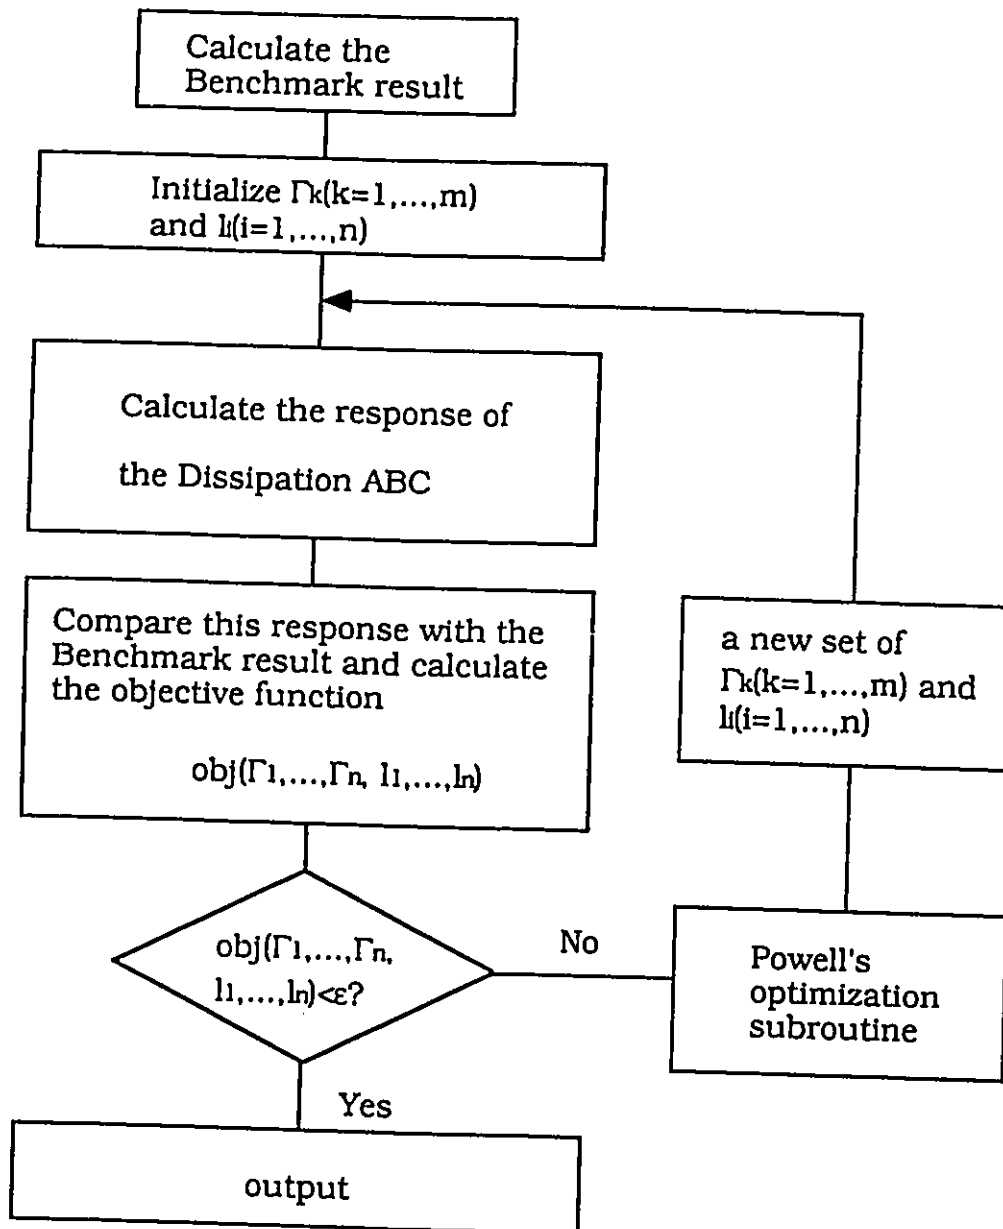 Calculate the
Benchmark result
Initialize Γk(k=1,...,m)
and li(i=1,...,n)
Calculate the response of
the Dissipation ABC
Compare this response with the
Benchmark result and calculate
the objective function
obj(Γ1,...,Γn, l1,...,ln)
a new set of
Γk(k=1,...,m) and
li(i=1,...,n)
obj(Γ1,...,Γn,
l1,...,ln)<ε?
No
Powell's
optimization
subroutine
Yes
output